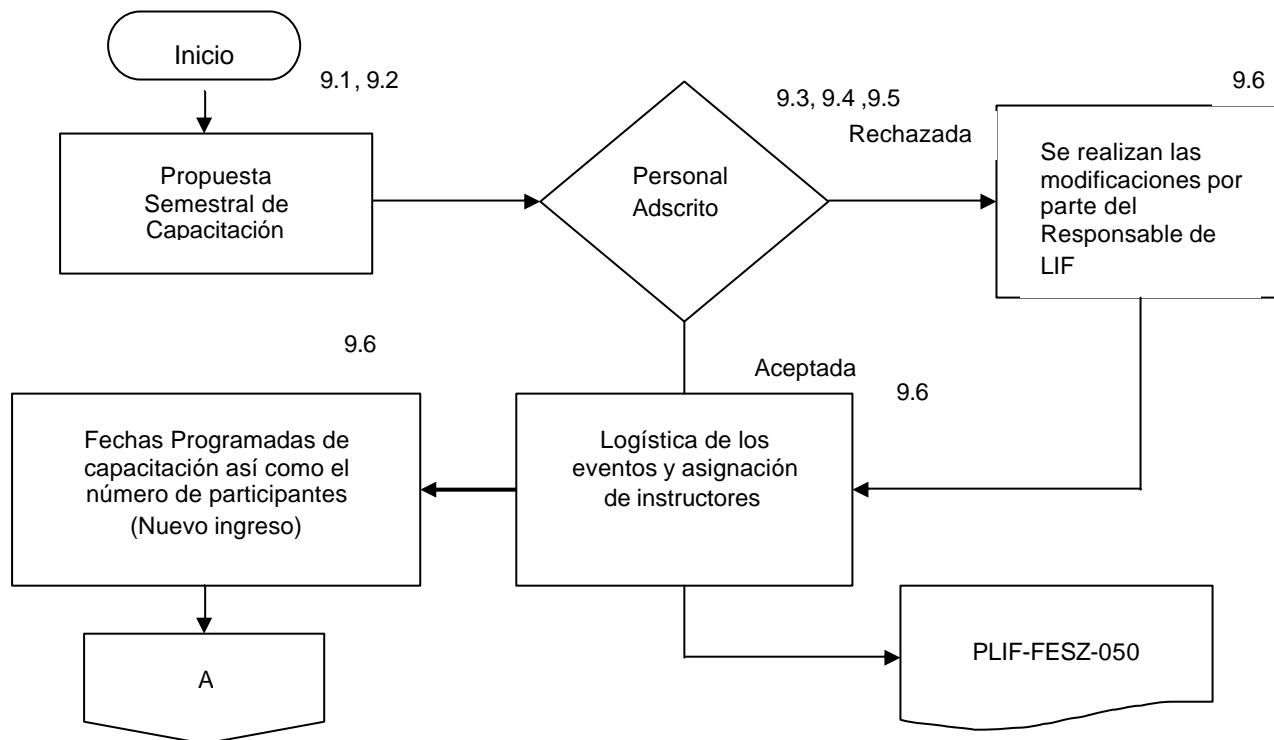 Inicio
9.1, 9.2
9.3, 9.4 ,9.5
9.6
Rechazada
Propuesta
Semestral de
Capacitación
Personal
Adscrito
Se realizan las
modificaciones por
parte del
Responsable de
LIF
9.6
Aceptada
9.6
Fechas Programadas de
capacitación así como el
número de participantes
(Nuevo ingreso)
Logística de los
eventos y asignación
de instructores
A
PLIF-FESZ-050